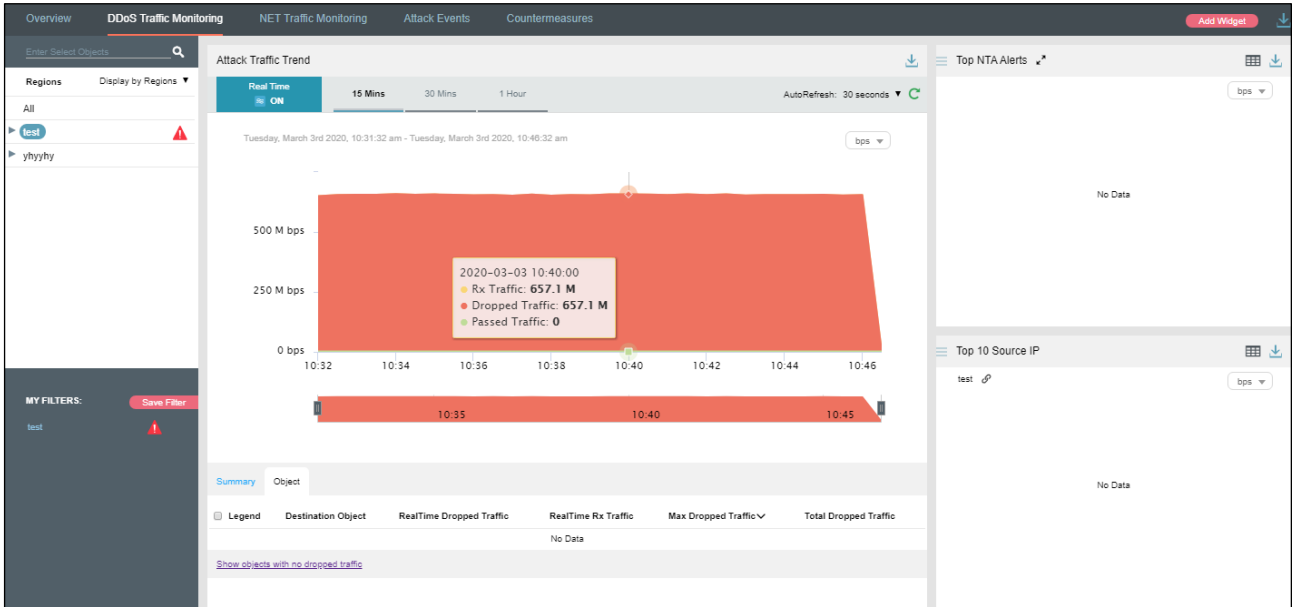 Overview DDoS Traffic Monitoring NET Traffic Monitoring Attack Events Countermeasures Add Widget
Enter Select Objects
Regions Display by Regions
All
test
yhyyhy
MY FILTERS: Save Filter
test
Attack Traffic Trend
Real Time
ON
15 Mins 30 Mins 1 Hour AutoRefresh: 30 seconds
Tuesday, March 3rd 2020, 10:31:32 am - Tuesday, March 3rd 2020, 10:46:32 am bps
500 M bps
250 M bps
0 bps
2020-03-03 10:40:00
Rx Traffic: 657.1 M
Dropped Traffic: 657.1 M
Passed Traffic: 0
10:32 10:34 10:36 10:38 10:40 10:42 10:44 10:46
10:35 10:40 10:45
Summary Object
Legend Destination Object RealTime Dropped Traffic RealTime Rx Traffic Max Dropped Traffic Total Dropped Traffic
No Data
Show objects with no dropped traffic
Top NTA Alerts
bps
No Data
Top 10 Source IP
test bps
No Data